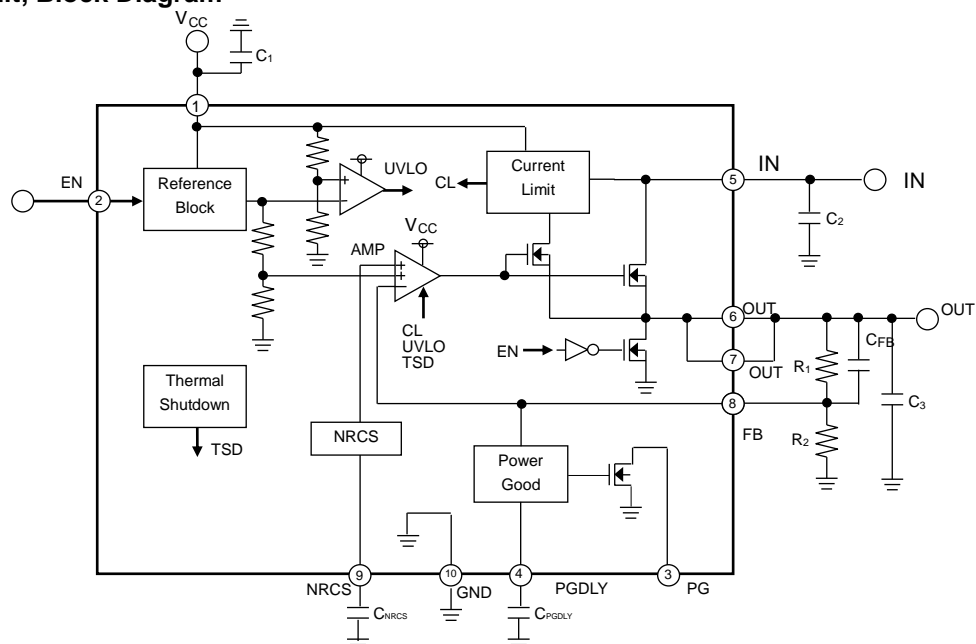 VCC
C1
1
UVLO
CL
Current
Limit
IN
5
IN
EN
2
Reference
Block
C2
VCC
AMP
OUT
6
OUT
CL
UVLO
TSD
EN
7
OUT
R1
CFB
C3
8
FB
R2
Thermal
Shutdown
TSD
NRCS
Power
Good
9
NRCS
10
GND
4
PGDLY
3
PG
CNRCS
CPGDLY